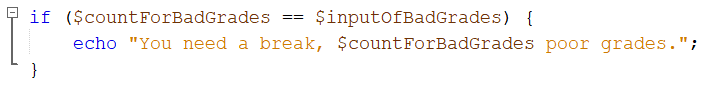 if ($countForBadGrades == $inputOfBadGrades) {
    echo "You need a break, $countForBadGrades poor grades.";
}